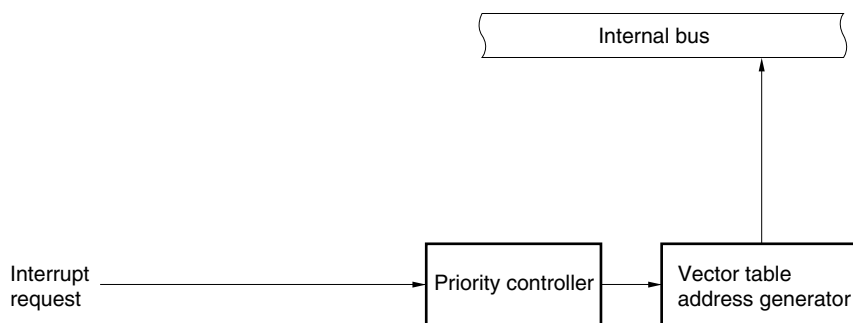 Internal bus
Interrupt
request
Priority controller
Vector table
address generator